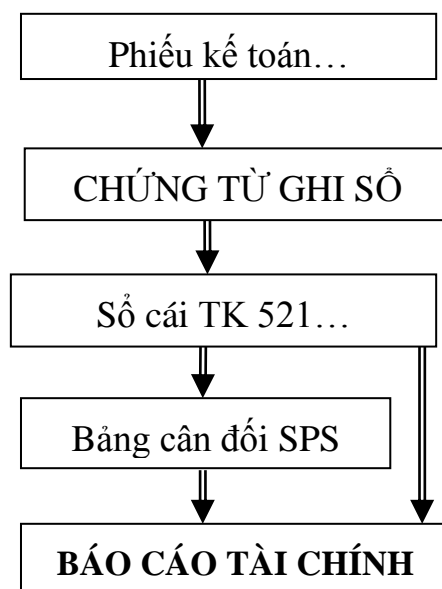 Phiếu kế toán…
CHỨNG TỪ GHI SỔ
Sổ cái TK 521…
Bảng cân đối SPS
BÁO CÁO TÀI CHÍNH